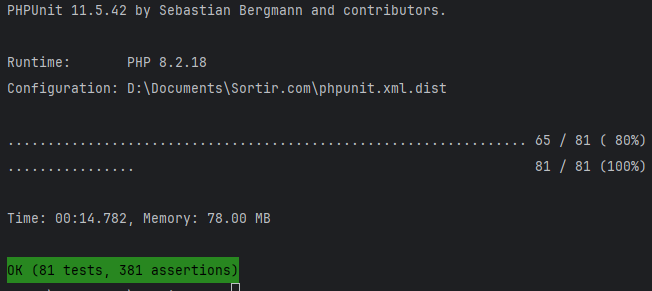 PHPUnit 11.5.42 by Sebastian Bergmann and contributors.
Runtime:       PHP 8.2.18
Configuration: D:\Documents\Sortir.com\phpunit.xml.dist
................................................................. 65 / 81 ( 80%)
................                                                  81 / 81 (100%)
Time: 00:14.782, Memory: 78.00 MB
OK (81 tests, 381 assertions)